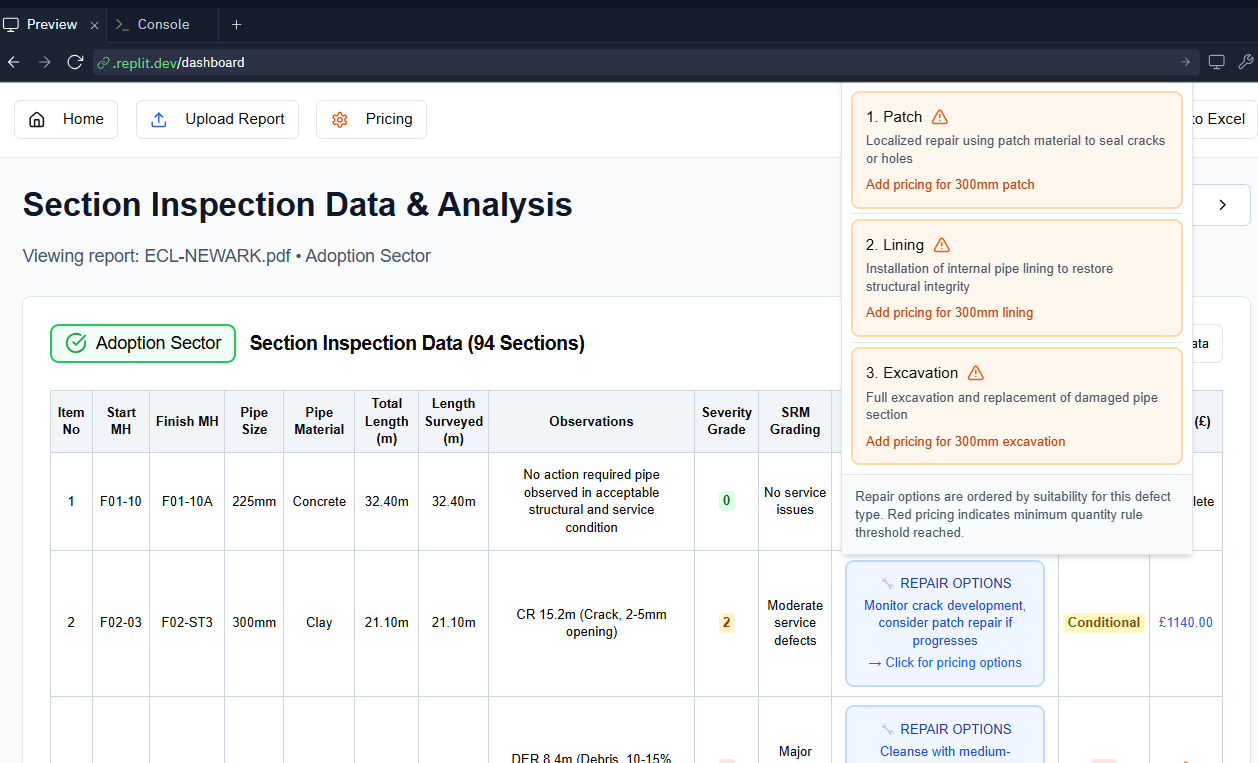 Preview
Console
.replit.dev/dashboard
Home
Upload Report
Pricing
to Excel
Section Inspection Data & Analysis
Viewing report: ECL-NEWARK.pdf • Adoption Sector
1. Patch
Localized repair using patch material to seal cracks
or holes
Add pricing for 300mm patch
2. Lining
Installation of internal pipe lining to restore
structural integrity
Add pricing for 300mm lining
3. Excavation
Full excavation and replacement of damaged pipe
section
Add pricing for 300mm excavation
Repair options are ordered by suitability for this defect
type. Red pricing indicates minimum quantity rule
threshold reached.
Adoption Sector
Section Inspection Data (94 Sections)
ata
Item
No
Start
MH
Finish MH
Pipe
Size
Pipe
Material
Total
Length
(m)
Length
Surveyed
(m)
Observations
Severity
Grade
SRM
Grading
(£)
1
F01-10
F01-10A
225mm
Concrete
32.40m
32.40m
No action required pipe
observed in acceptable
structural and service
condition
0
No service
issues
lete
2
F02-03
F02-ST3
300mm
Clay
21.10m
21.10m
CR 15.2m (Crack, 2-5mm
opening)
2
Moderate
service
defects
REPAIR OPTIONS
Monitor crack development,
consider patch repair if
progresses
→ Click for pricing options
Conditional
£1140.00
DER 8.4m (Debris, 10-15%
Major
REPAIR OPTIONS
Cleanse with medium-